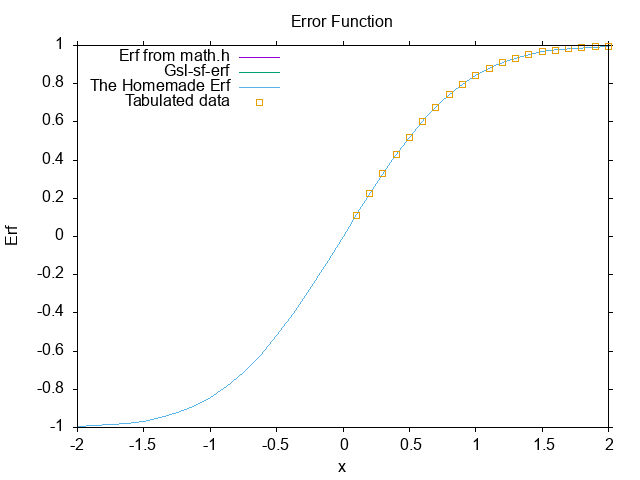 Error Function
Erf from math.h
Gsl-sf-erf
The Homemade Erf
Tabulated data
1
0.8
0.6
0.4
0.2
0
-0.2
-0.4
-0.6
-0.8
-1
Erf
-2 -1.5 -1 -0.5 0 0.5 1 1.5 2
x